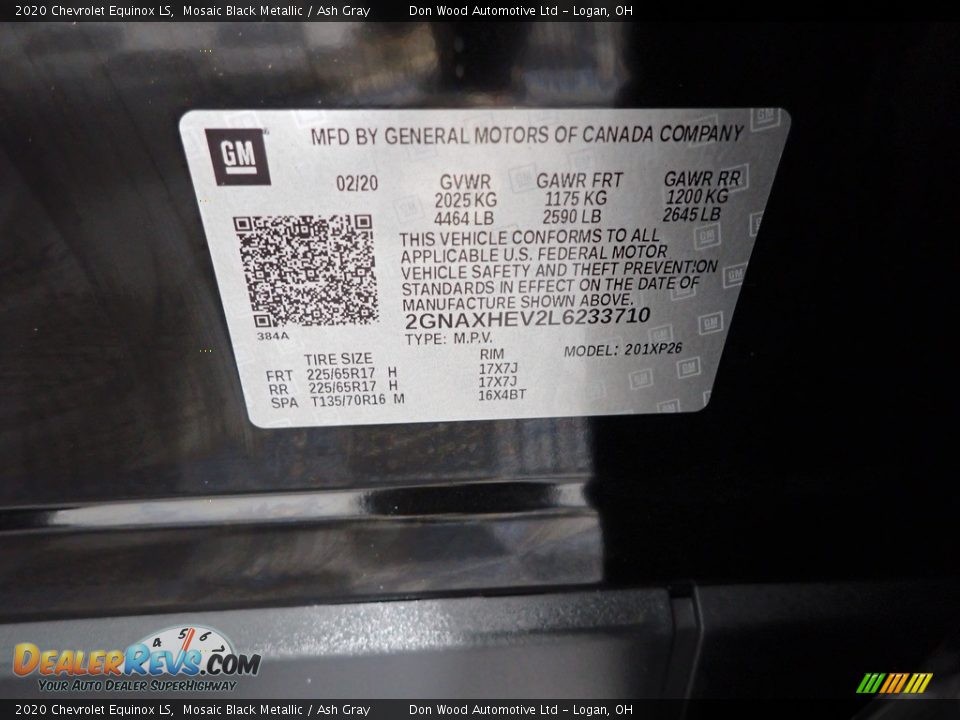 2020 Chevrolet Equinox LS, Mosaic Black Metallic / Ash Gray Don Wood Automotive Ltd - Logan, OH
GM
MFD BY GENERAL MOTORS OF CANADA COMPANY
02/20 GVWR GAWR FRT GAWR RR
2025 KG 1175 KG 1200 KG
4464 LB 2590 LB 2645 LB
THIS VEHICLE CONFORMS TO ALL
APPLICABLE U.S. FEDERAL MOTOR
VEHICLE SAFETY AND THEFT PREVENTION
STANDARDS IN EFFECT ON THE DATE OF
MANUFACTURE SHOWN ABOVE.
2GNAXHEV2L6233710
384A
TYPE: M.P.V. MODEL: 201XP26
TIRE SIZE RIM
FRT 225/65R17 H 17X7J
RR 225/65R17 H 17X7J
SPA T135/70R16 M 16X4BT
4 5 6
DEALERREVS.COM
YOUR AUTO DEALER SUPERHIGHWAY
2020 Chevrolet Equinox LS, Mosaic Black Metallic / Ash Gray Don Wood Automotive Ltd - Logan, OH